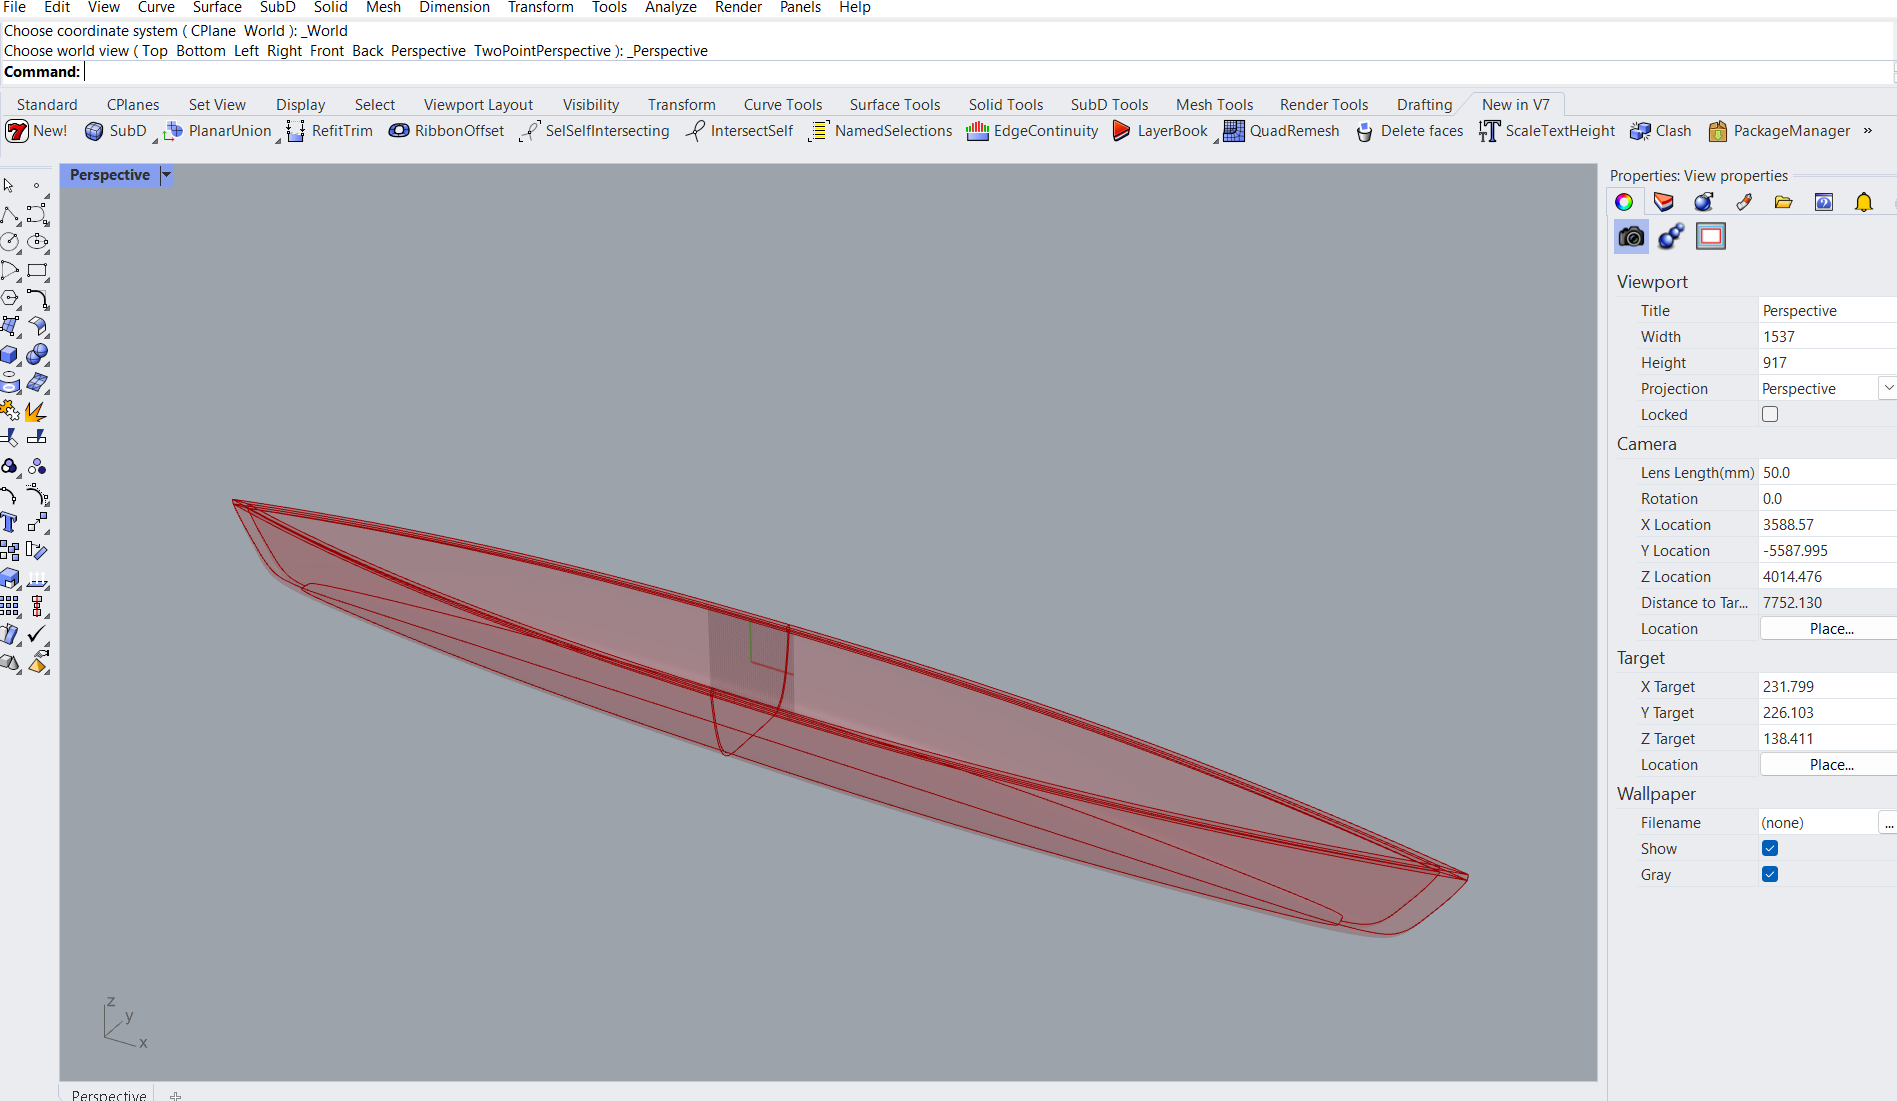 File Edit View Curve Surface SubD Solid Mesh Dimension Transform Tools Analyze Render Panels Help
Choose coordinate system ( CPlane World ): _World
Choose world view ( Top Bottom Left Right Front Back Perspective TwoPointPerspective ): _Perspective
Command:
Standard CPlanes Set View Display Select Viewport Layout Visibility Transform Curve Tools Surface Tools Solid Tools SubD Tools Mesh Tools Render Tools Drafting New in V7
New! SubD PlanarUnion RefitTrim RibbonOffset SelSelfIntersecting IntersectSelf NamedSelections EdgeContinuity LayerBook QuadRemesh Delete faces ScaleTextHeight Clash PackageManager »
Perspective
Properties: View properties
Viewport
Title Perspective
Width 1537
Height 917
Projection Perspective
Locked
Camera
Lens Length(mm) 50.0
Rotation 0.0
X Location 3588.57
Y Location -5587.995
Z Location 4014.476
Distance to Tar... 7752.130
Location Place...
Target
X Target 231.799
Y Target 226.103
Z Target 138.411
Location Place...
Wallpaper
Filename (none) ...
Show
Gray
z
y
x
Perspective